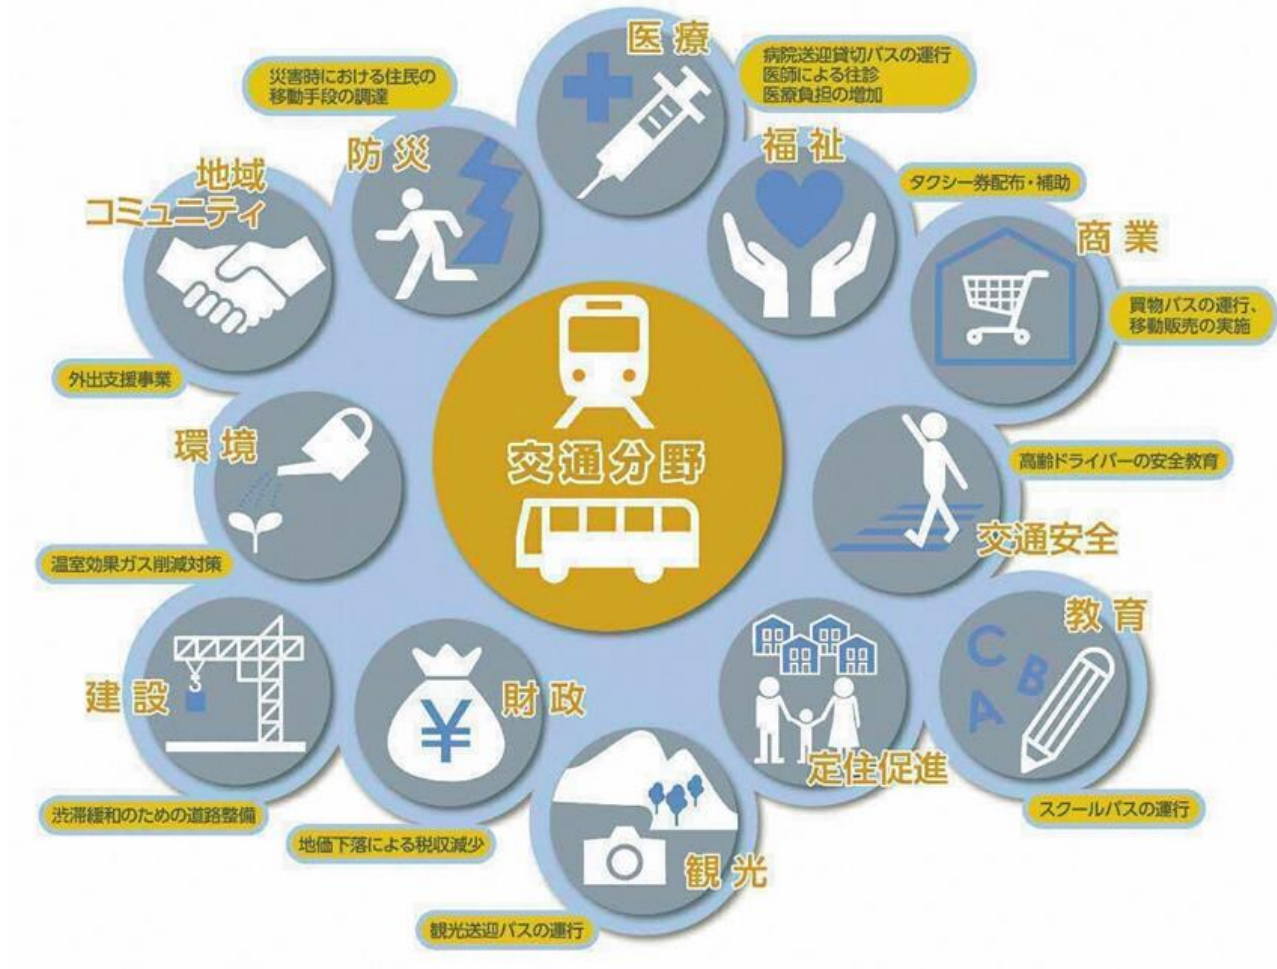 医療
病院送迎貸切バスの運行
医師による往診
医療負担の増加
災害時における住民の
移動手段の調達
防災
福祉
タクシー券配布・補助
地域
コミュニティ
商業
買物バスの運行、
移動販売の実施
外出支援事業
環境
交通分野
高齢ドライバーの安全教育
交通安全
温室効果ガス削減対策
教育
C
B
A
建設
¥
財政
定住促進
スクールバスの運行
渋滞緩和のための道路整備
地価下落による税収減少
観光
観光送迎バスの運行